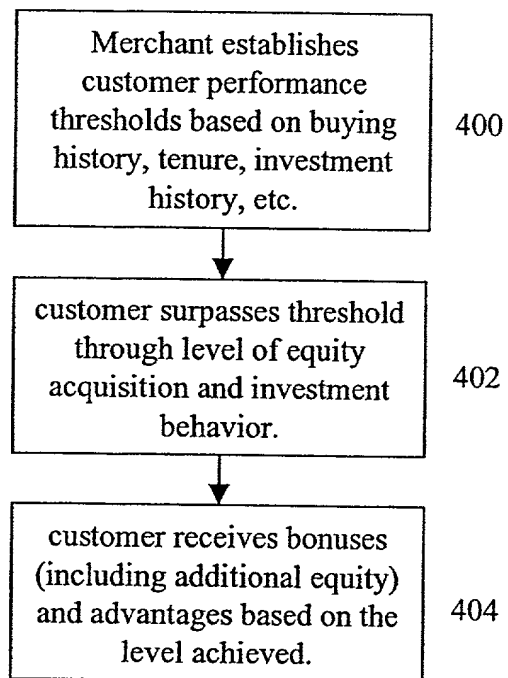 Merchant establishes
customer performance
thresholds based on buying
history, tenure, investment
history, etc.
400
customer surpasses threshold
through level of equity
acquisition and investment
behavior.
402
customer receives bonuses
(including additional equity)
and advantages based on the
level achieved.
404